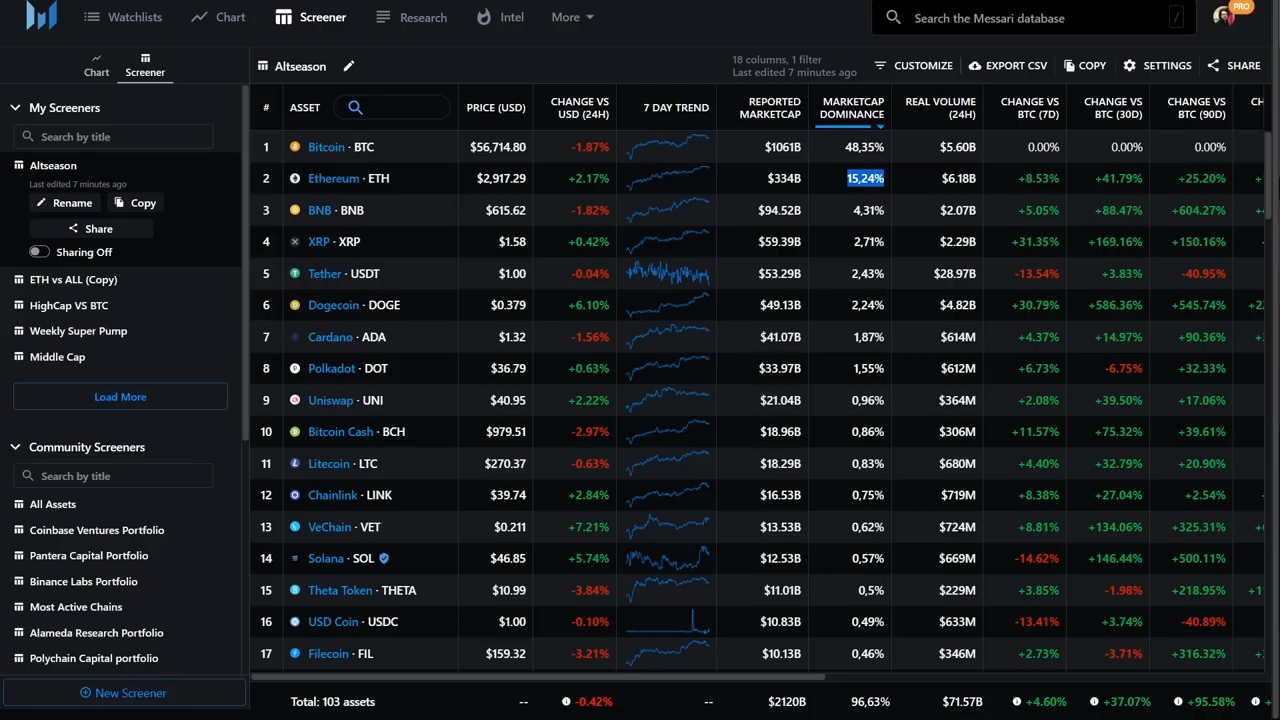 Watchlists
Chart
Screener
Research
Intel
More
Search the Messari database
/
PRO
Chart
Screener
Altseason
18 columns, 1 filter
Last edited 7 minutes ago
CUSTOMIZE
EXPORT CSV
COPY
SETTINGS
SHARE
My Screeners
Search by title
Altseason
Last edited 7 minutes ago
Rename
Copy
Share
Sharing Off
ETH vs ALL (Copy)
HighCap VS BTC
Weekly Super Pump
Middle Cap
Load More
Community Screeners
Search by title
All Assets
Coinbase Ventures Portfolio
Pantera Capital Portfolio
Binance Labs Portfolio
Most Active Chains
Alameda Research Portfolio
Polychain Capital portfolio
New Screener
# ASSET PRICE (USD) CHANGE VS USD (24H) 7 DAY TREND REPORTED MARKETCAP MARKETCAP DOMINANCE REAL VOLUME (24H) CHANGE VS BTC (7D) CHANGE VS BTC (30D) CHANGE VS BTC (90D) CH
1 Bitcoin · BTC $56,714.80 -1.87% $1061B 48,35% $5.60B 0.00% 0.00% 0.00%
2 Ethereum · ETH $2,917.29 +2.17% $334B 15,24% $6.18B +8.53% +41.79% +25.20% +1
3 BNB · BNB $615.62 -1.82% $94.52B 4,31% $2.07B +5.05% +88.47% +604.27% +1
4 XRP · XRP $1.58 +0.42% $59.39B 2,71% $2.29B +31.35% +169.16% +150.16% -
5 Tether · USDT $1.00 -0.04% $53.29B 2,43% $28.97B -13.54% +3.83% -40.95%
6 Dogecoin · DOGE $0.379 +6.10% $49.13B 2,24% $4.82B +30.79% +586.36% +545.74% +2
7 Cardano · ADA $1.32 -1.56% $41.07B 1,87% $614M +4.37% +14.97% +90.36% +
8 Polkadot · DOT $36.79 +0.63% $33.97B 1,55% $612M +6.73% -6.75% +32.33%
9 Uniswap · UNI $40.95 +2.22% $21.04B 0,96% $364M +2.08% +39.50% +17.06%
10 Bitcoin Cash · BCH $979.51 -2.97% $18.96B 0,86% $306M +11.57% +75.32% +39.61%
11 Litecoin · LTC $270.37 -0.63% $18.29B 0,83% $680M +4.40% +32.79% +20.90%
12 Chainlink · LINK $39.74 +2.84% $16.53B 0,75% $719M +8.38% +27.04% +2.54% -
13 VeChain · VET $0.211 +7.21% $13.53B 0,62% $724M +8.81% +134.06% +325.31% +
14 Solana · SOL $46.85 +5.74% $12.53B 0,57% $669M -14.62% +146.44% +500.11%
15 Theta Token · THETA $10.99 -3.84% $11.01B 0,5% $229M +3.85% -1.98% +218.95% +1
16 USD Coin · USDC $1.00 -0.10% $10.83B 0,49% $633M -13.41% +3.74% -40.89%
17 Filecoin · FIL $159.32 -3.21% $10.13B 0,46% $346M +2.73% -3.71% +316.32% +
Total: 103 assets -- -0.42% -- $2120B 96,63% $71.57B +4.60% +37.07% +95.58% +